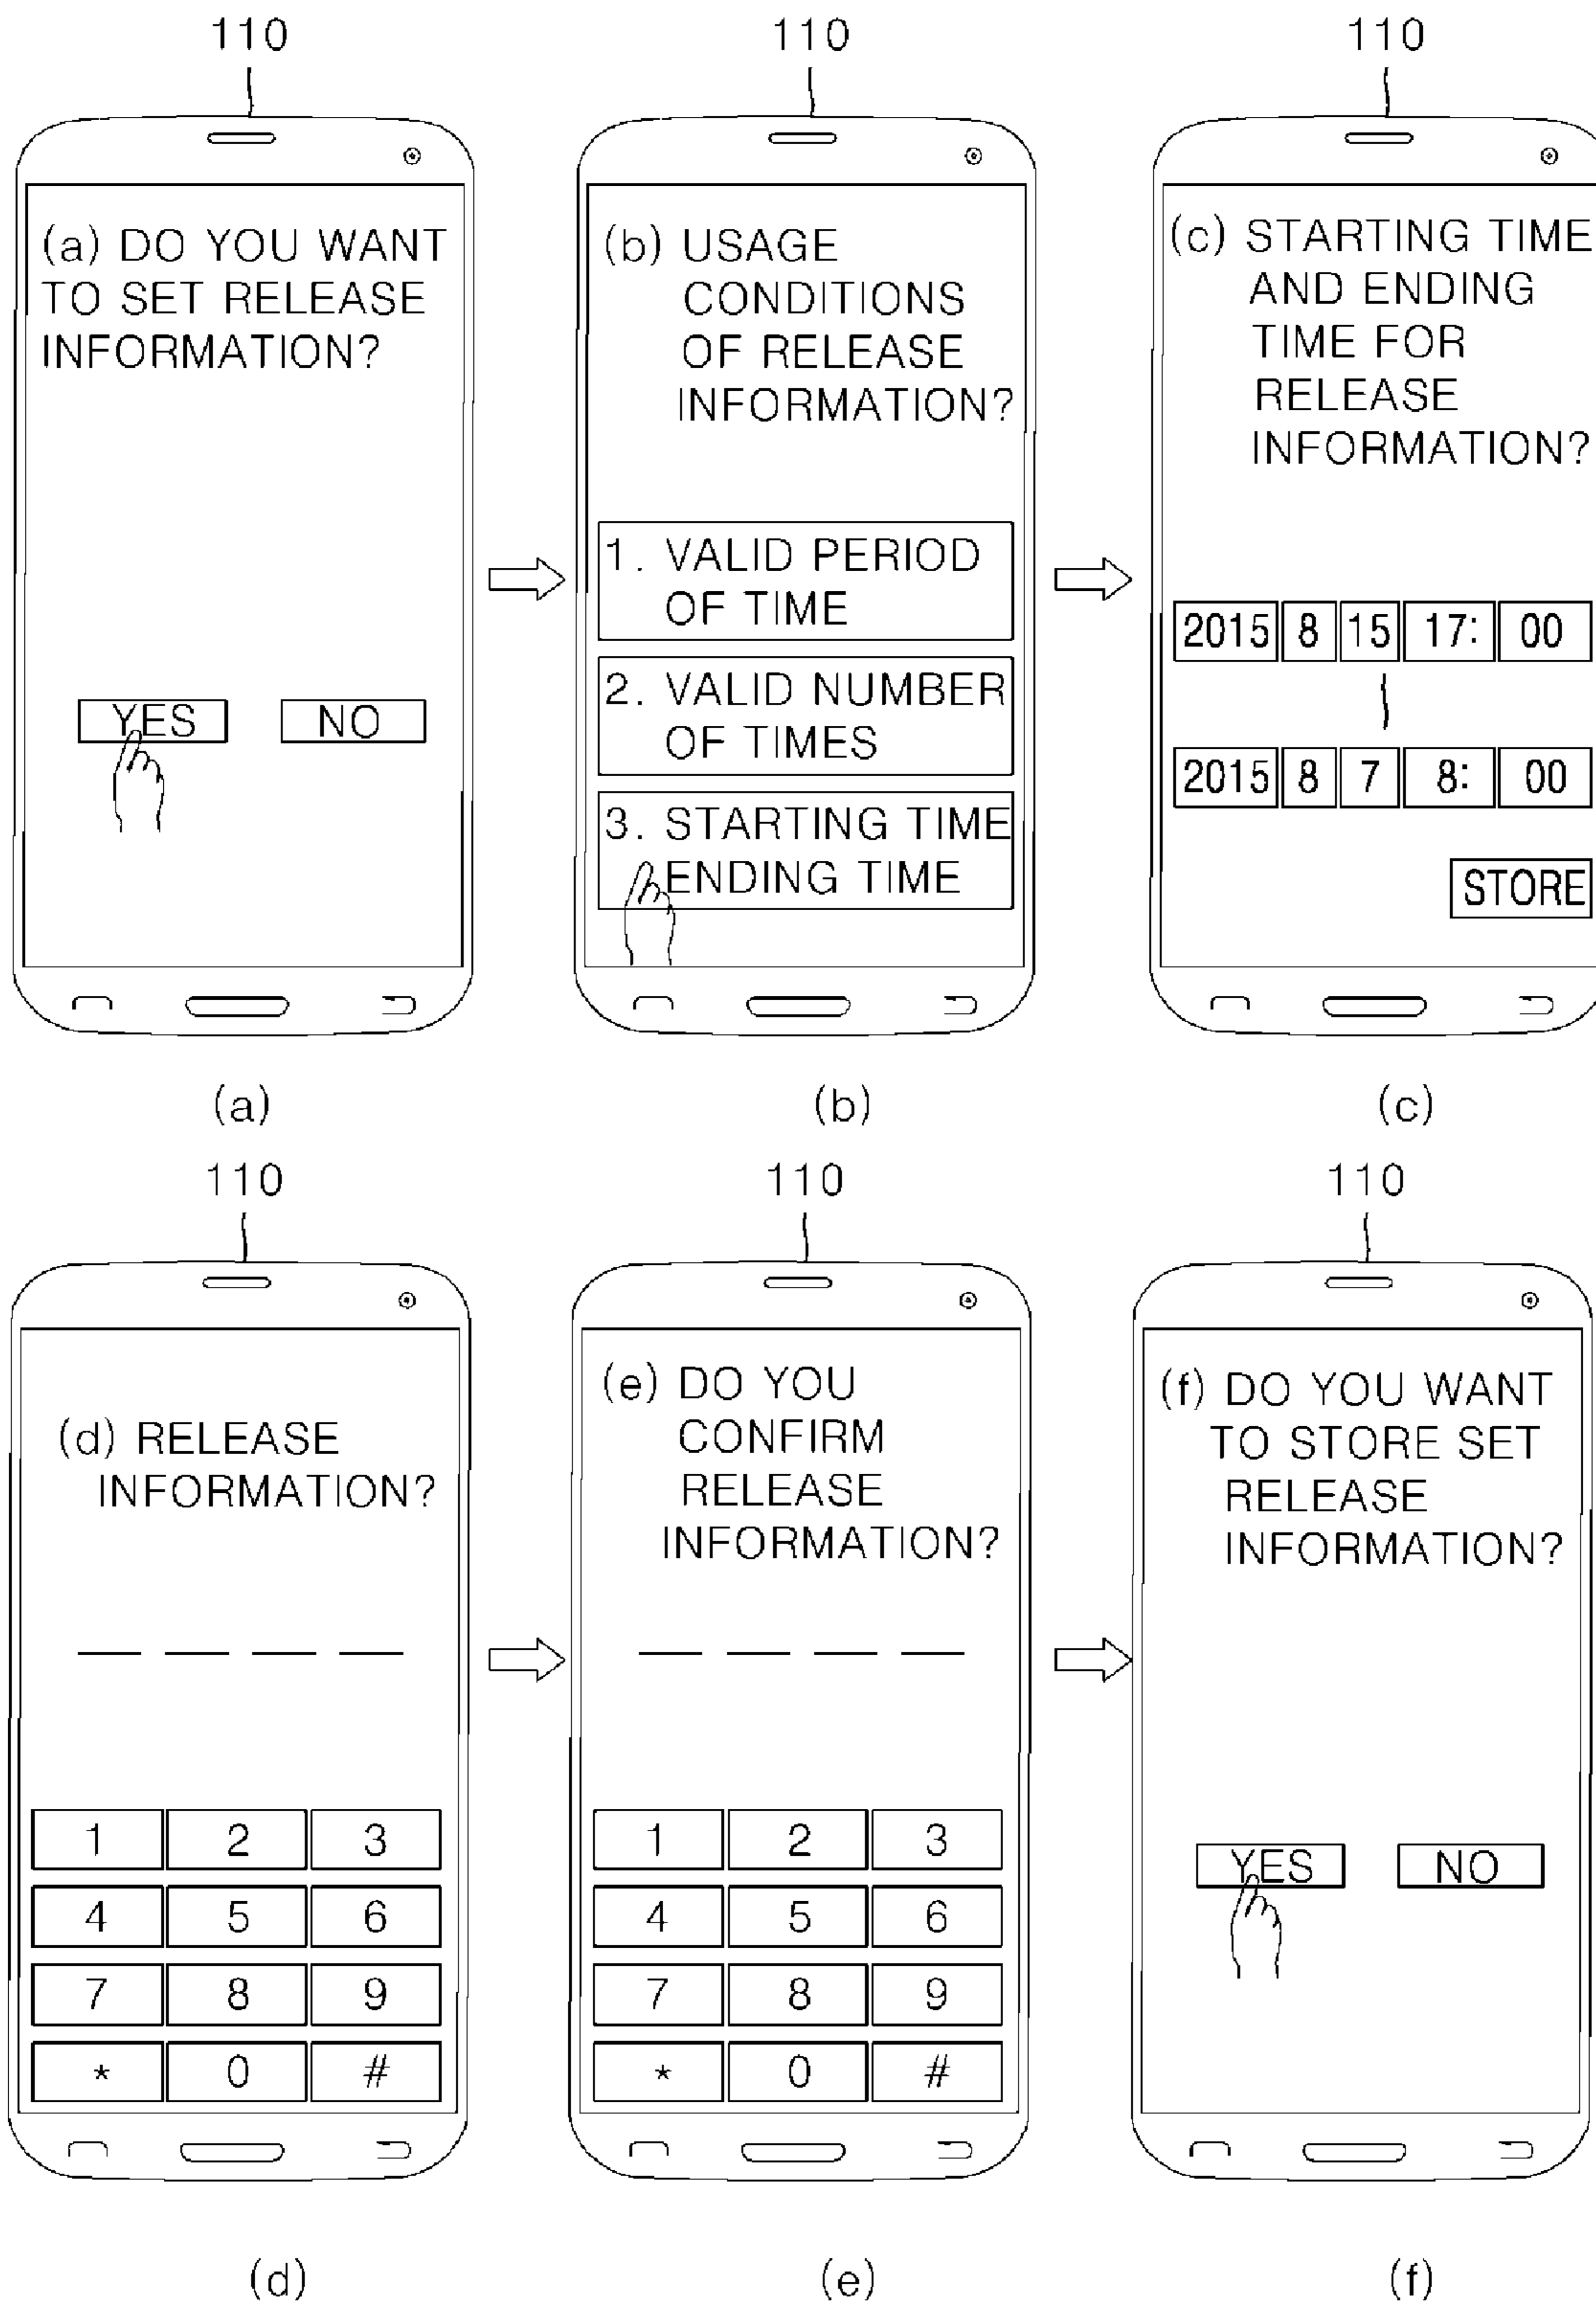 110 110 110
(a) DO YOU WANT
TO SET RELEASE
INFORMATION?
YES NO
(b) USAGE
CONDITIONS
OF RELEASE
INFORMATION?
1. VALID PERIOD
OF TIME
2. VALID NUMBER
OF TIMES
3. STARTING TIME
ENDING TIME
(c) STARTING TIME
AND ENDING
TIME FOR
RELEASE
INFORMATION?
2015 8 15 17: 00
~
2015 8 7 8: 00
STORE
(a) (b) (c)
110 110 110
(d) RELEASE
INFORMATION?
1 2 3
4 5 6
7 8 9
* 0 #
(e) DO YOU
CONFIRM
RELEASE
INFORMATION?
1 2 3
4 5 6
7 8 9
* 0 #
(f) DO YOU WANT
TO STORE SET
RELEASE
INFORMATION?
YES NO
(d) (e) (f)